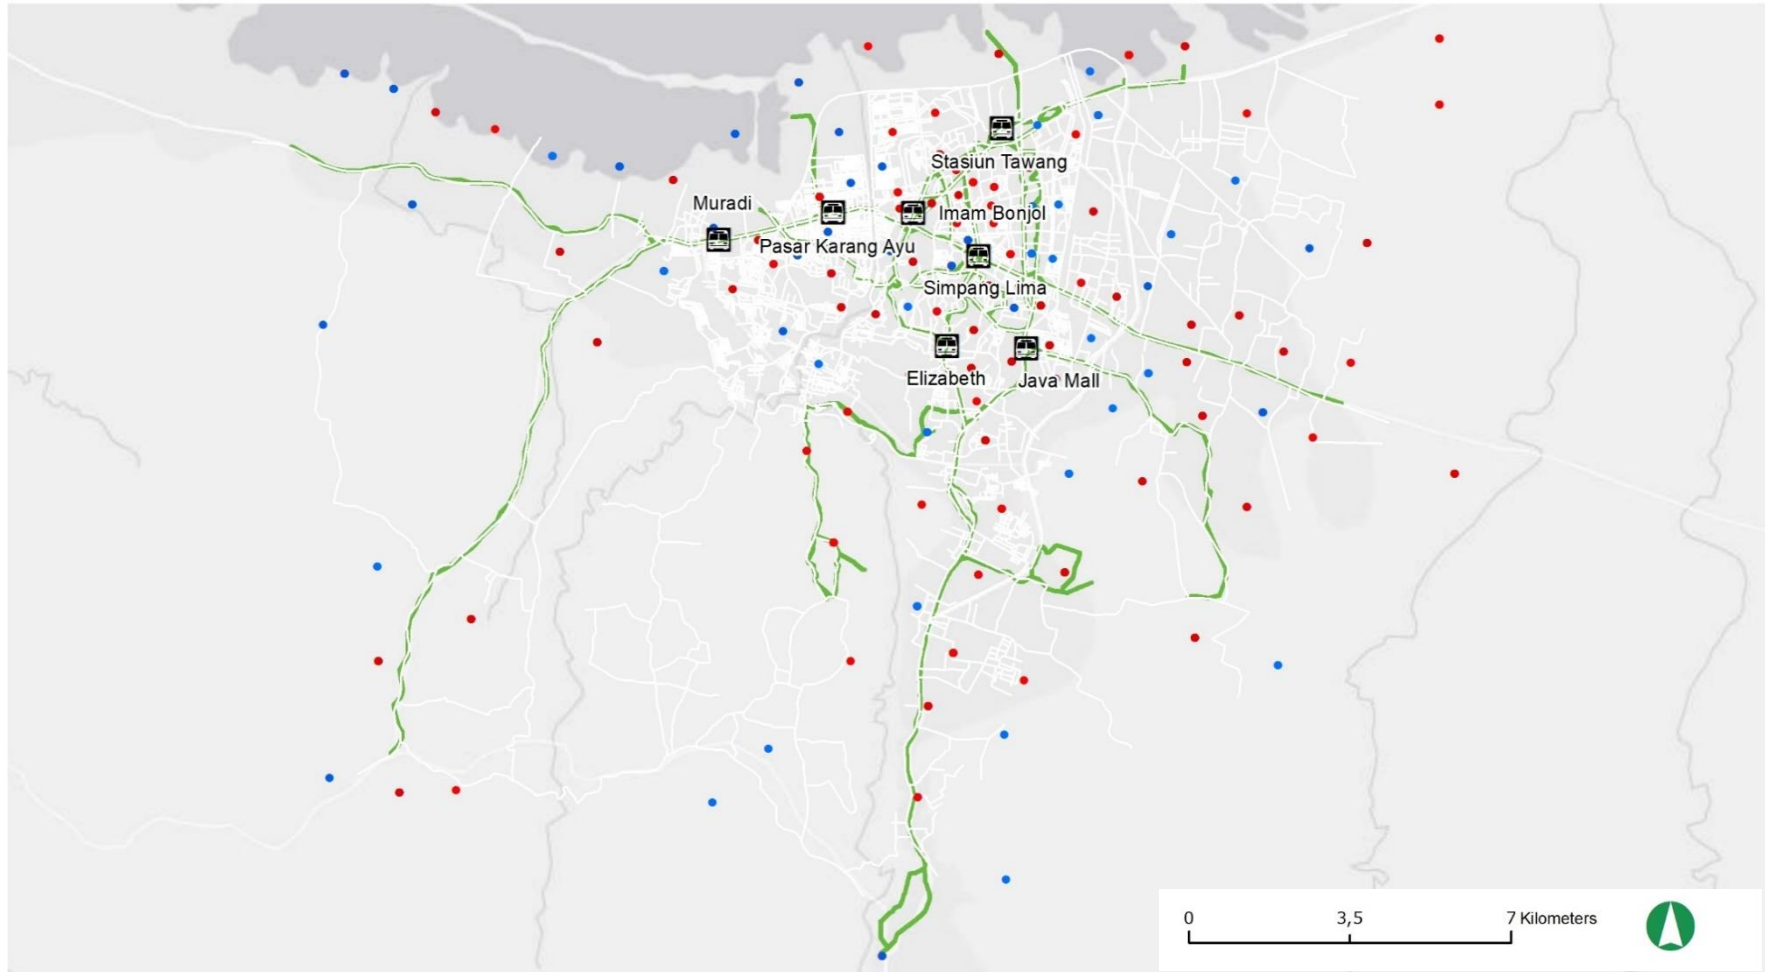 Stasiun Tawang
Muradi
Imam Bonjol
Pasar Karang Ayu
Simpang Lima
Elizabeth
Java Mall
0 3,5 7 Kilometers